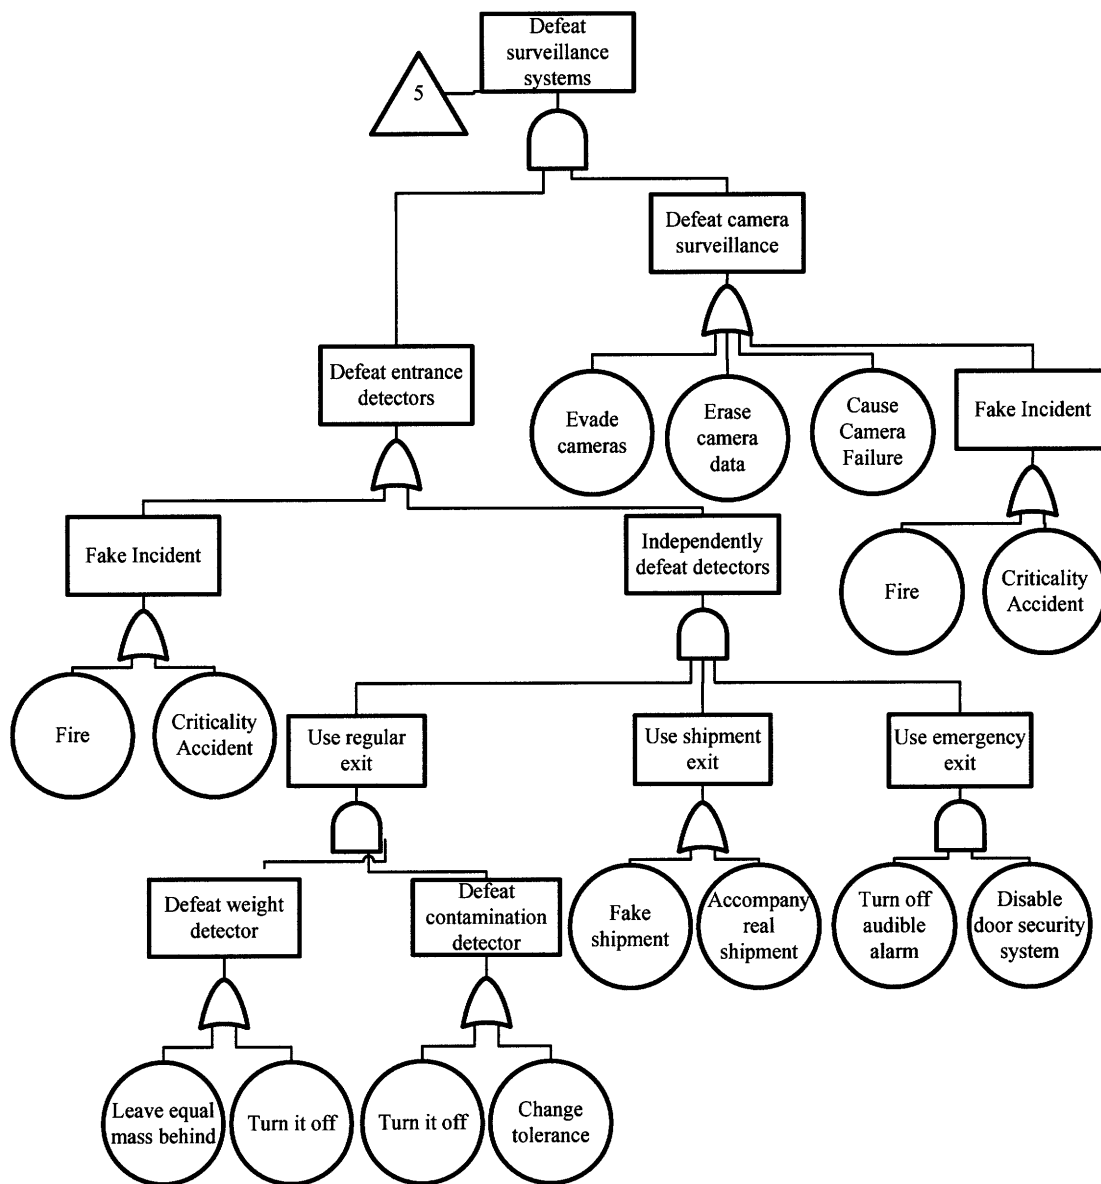 Defeat
surveillance
systems
5
Defeat camera
surveillance
Defeat entrance
detectors
Evade
cameras
Erase
camera
data
Cause
Camera
Failure
Fake Incident
Fake Incident
Independently
defeat detectors
Fire
Criticality
Accident
Fire
Criticality
Accident
Use regular
exit
Use shipment
exit
Use emergency
exit
Defeat weight
detector
Defeat
contamination
detector
Fake
shipment
Accompany
real
shipment
Turn off
audible
alarm
Disable
door security
system
Leave equal
mass behind
Turn it off
Turn it off
Change
tolerance